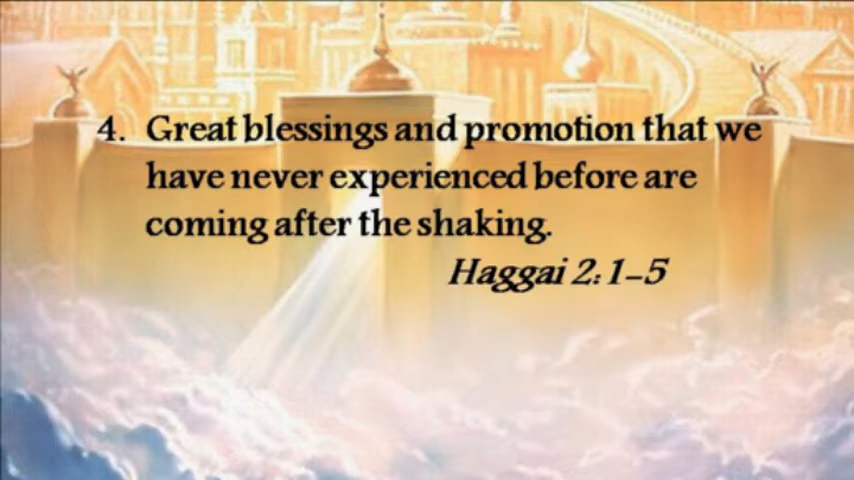 4. Great blessings and promotion that we
have never experienced before are
coming after the shaking.
Haggai 2:1-5